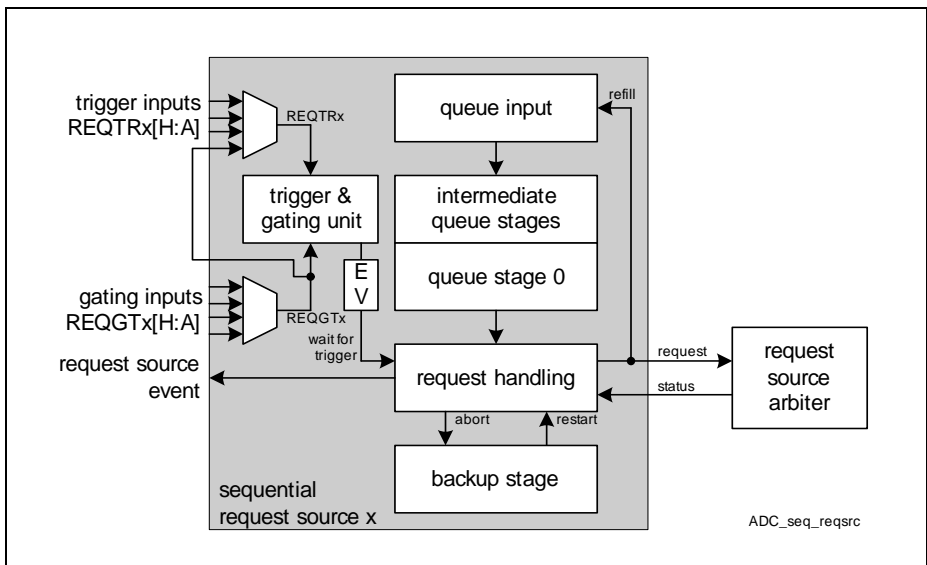 trigger inputs
REQTRx[H:A]
REQTRx
queue input
refill
trigger &
gating unit
intermediate
queue stages
E
V
queue stage 0
gating inputs
REQGTx[H:A]
REQGTx
wait for
trigger
request source
event
request handling
request
status
request
source
arbiter
abort
restart
backup stage
sequential
request source x
ADC_seq_reqsrc